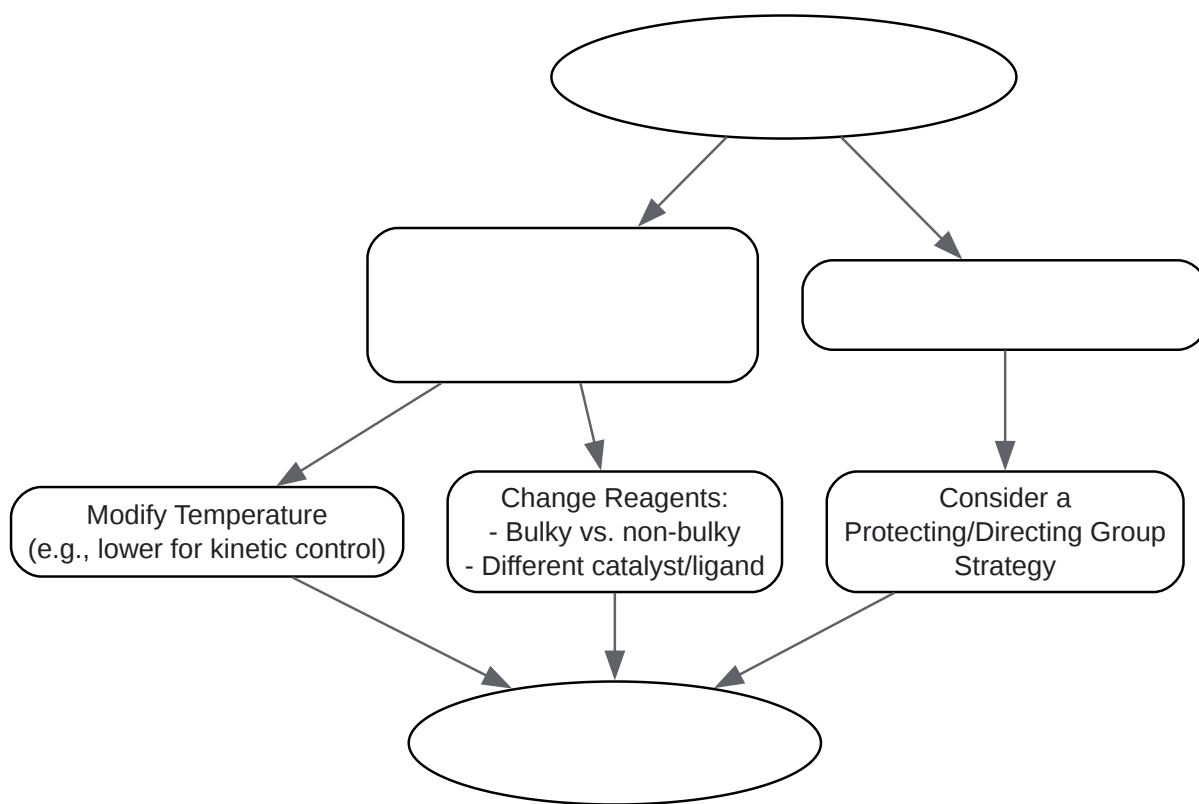 Modify Temperature
(e.g., lower for kinetic control)
Change Reagents:
- Bulky vs. non-bulky
- Different catalyst/ligand
Consider a
Protecting/Directing Group
Strategy